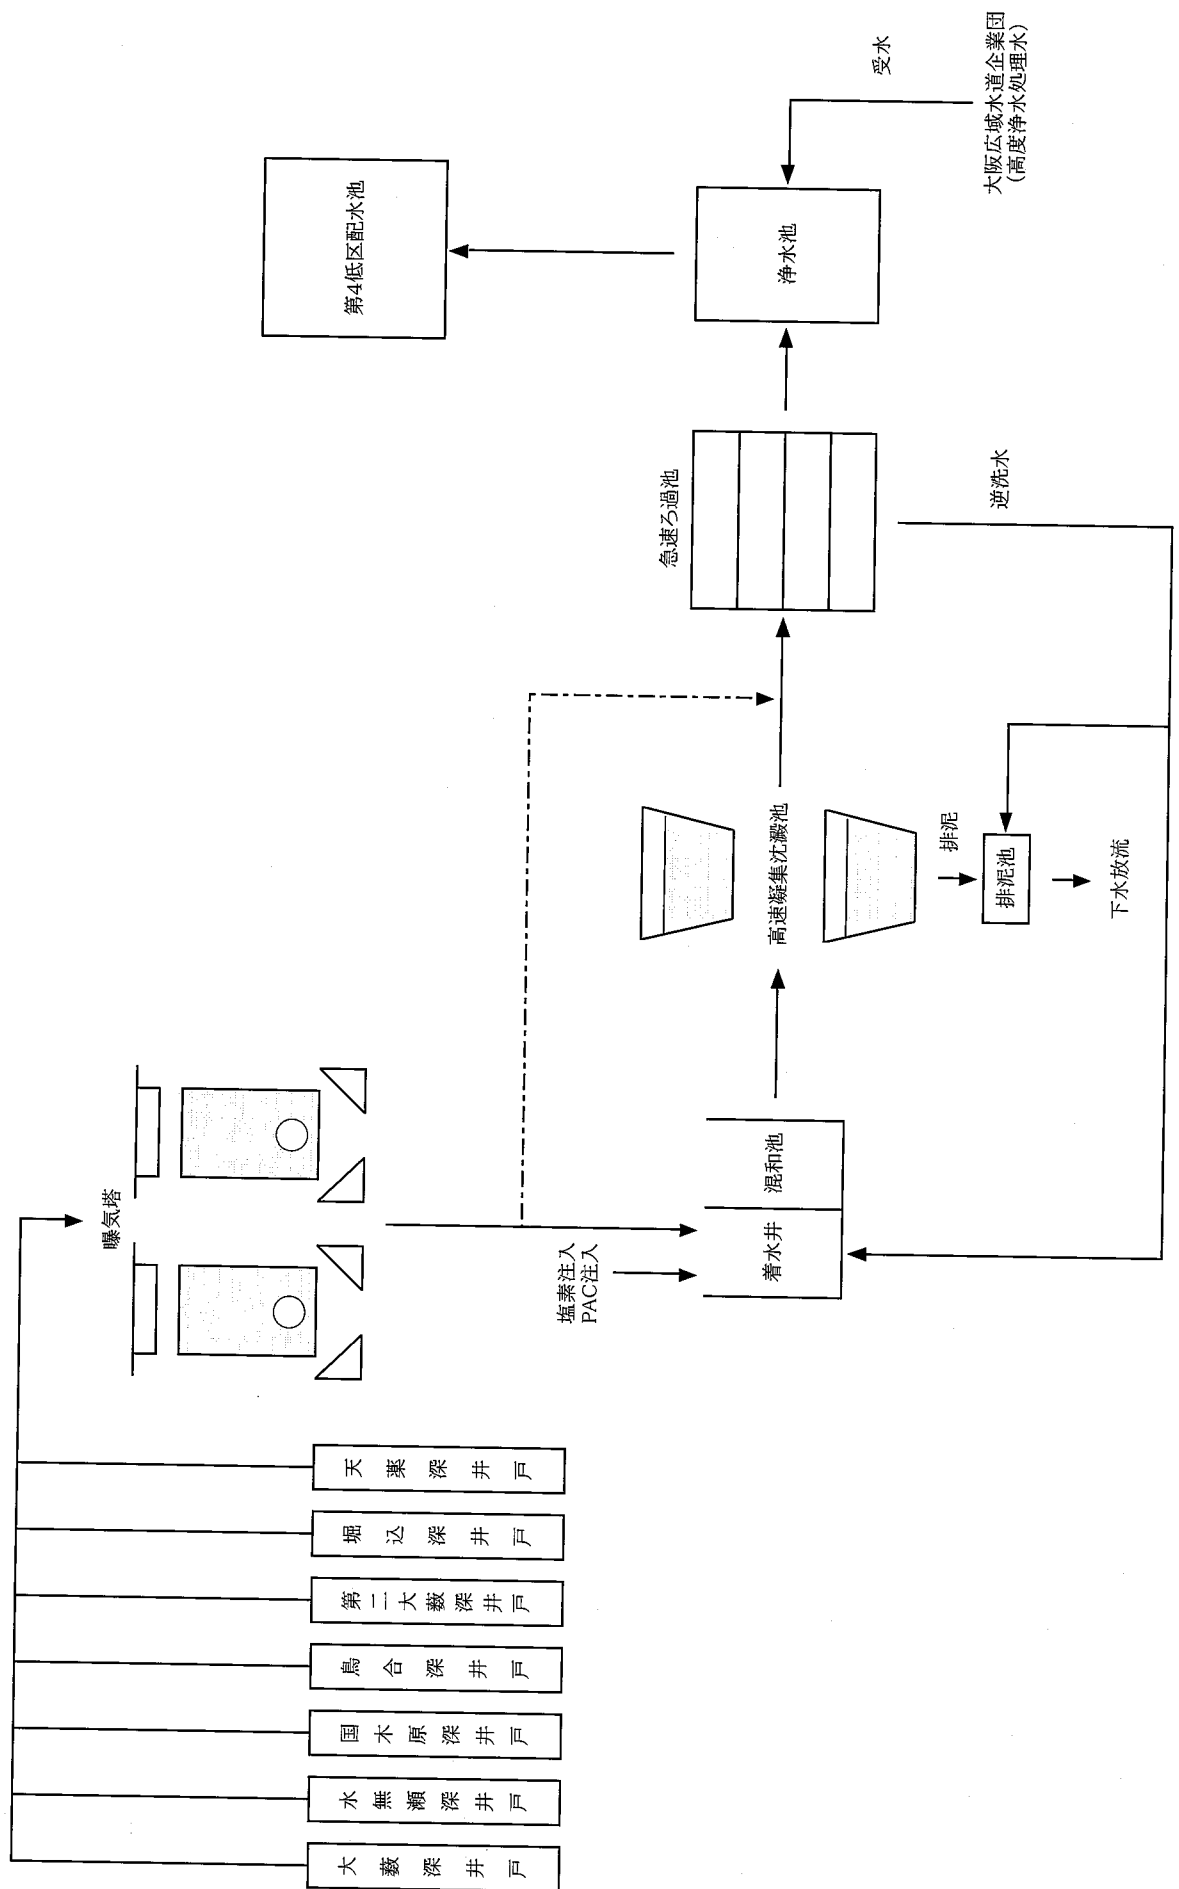 曝気塔
大薮深井戸
水無瀬深井戸
国木原深井戸
鳥合深井戸
第二大薮深井戸
堀込深井戸
天薬深井戸
塩素注入
PAC注入
着水井
混和池
高速凝集沈澱池
排泥
排泥池
下水放流
急速ろ過池
逆洗水
浄水池
第4低区配水池
受水
大阪広域水道企業団
(高度浄水処理水)